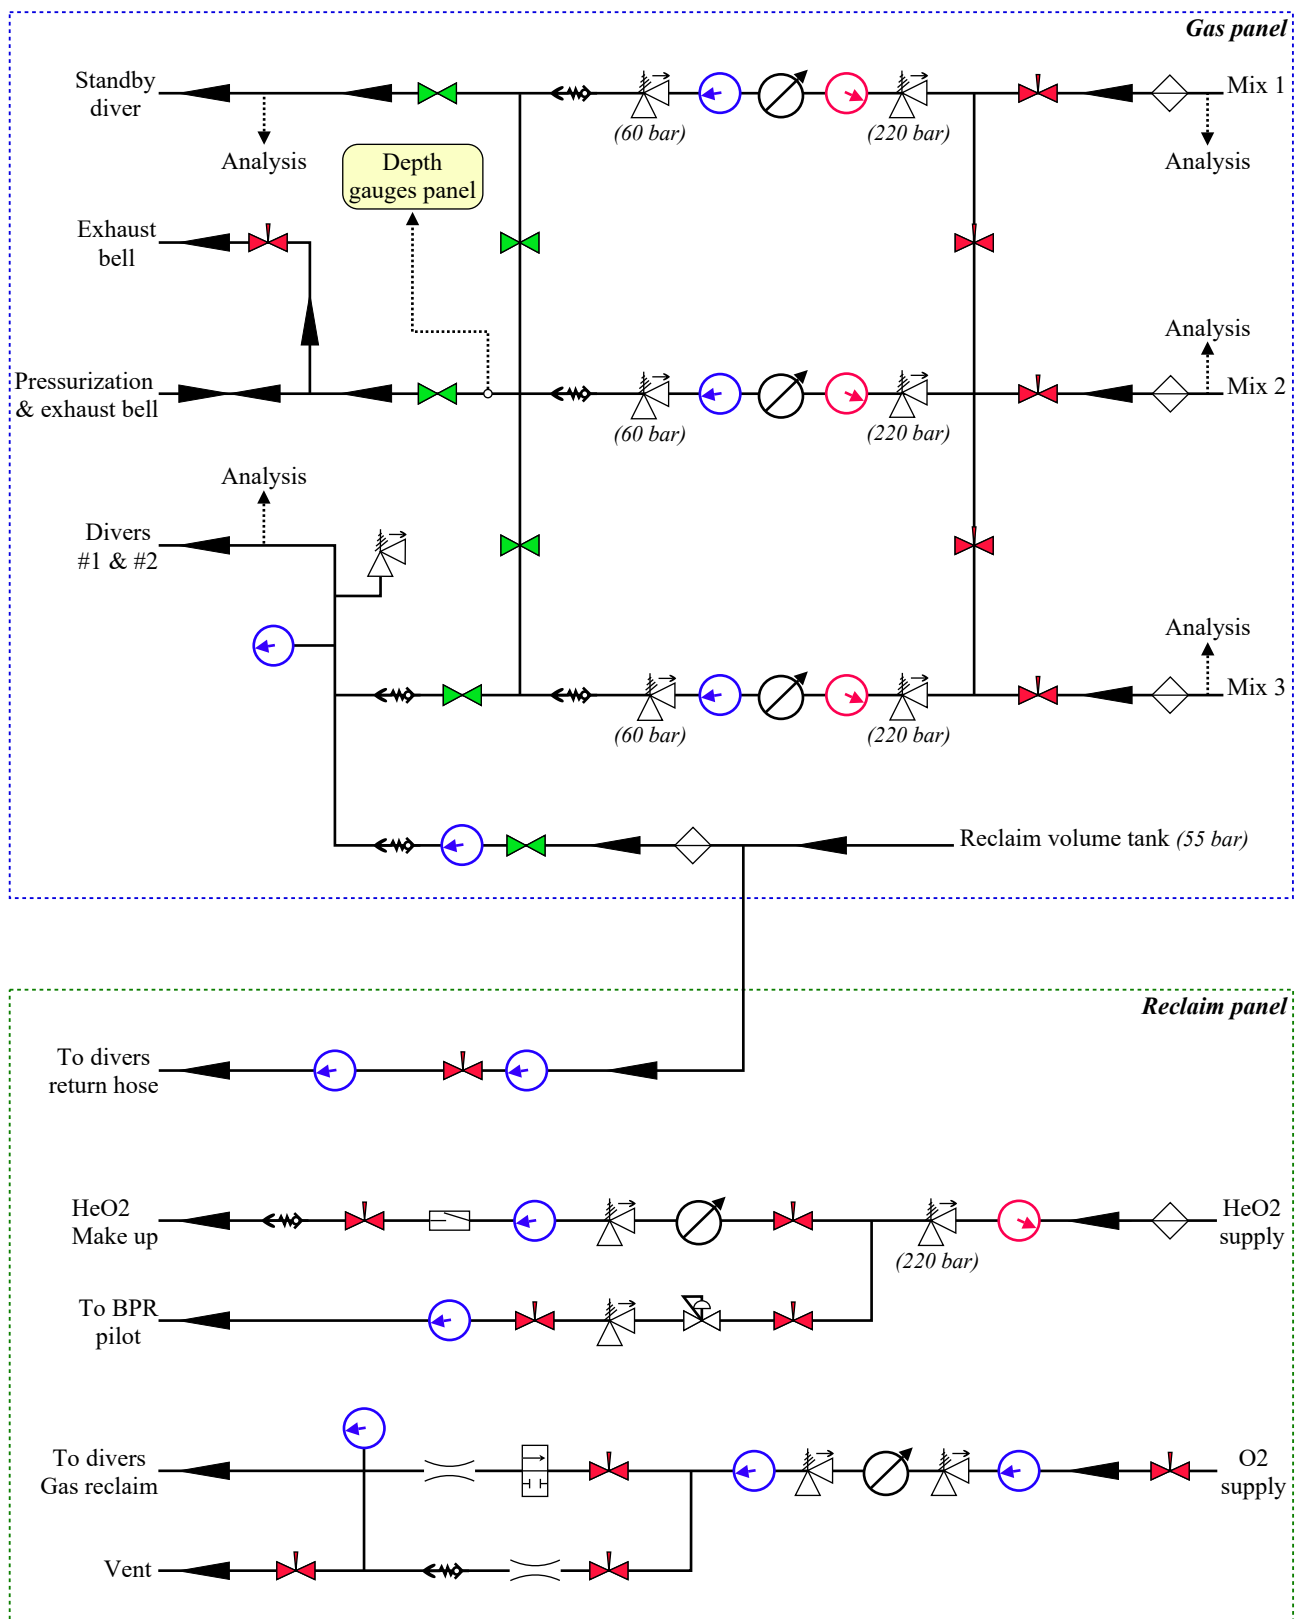 Gas panel
Standby
diver
Mix 1
(60 bar)
(220 bar)
Analysis
Depth
gauges panel
Analysis
Exhaust
bell
Analysis
Pressurization
& exhaust bell
Mix 2
(60 bar)
(220 bar)
Analysis
Divers
#1 & #2
Analysis
Mix 3
(60 bar)
(220 bar)
Reclaim volume tank (55 bar)
Reclaim panel
To divers
return hose
HeO2
Make up
HeO2
supply
(220 bar)
To BPR
pilot
To divers
Gas reclaim
O2
supply
Vent